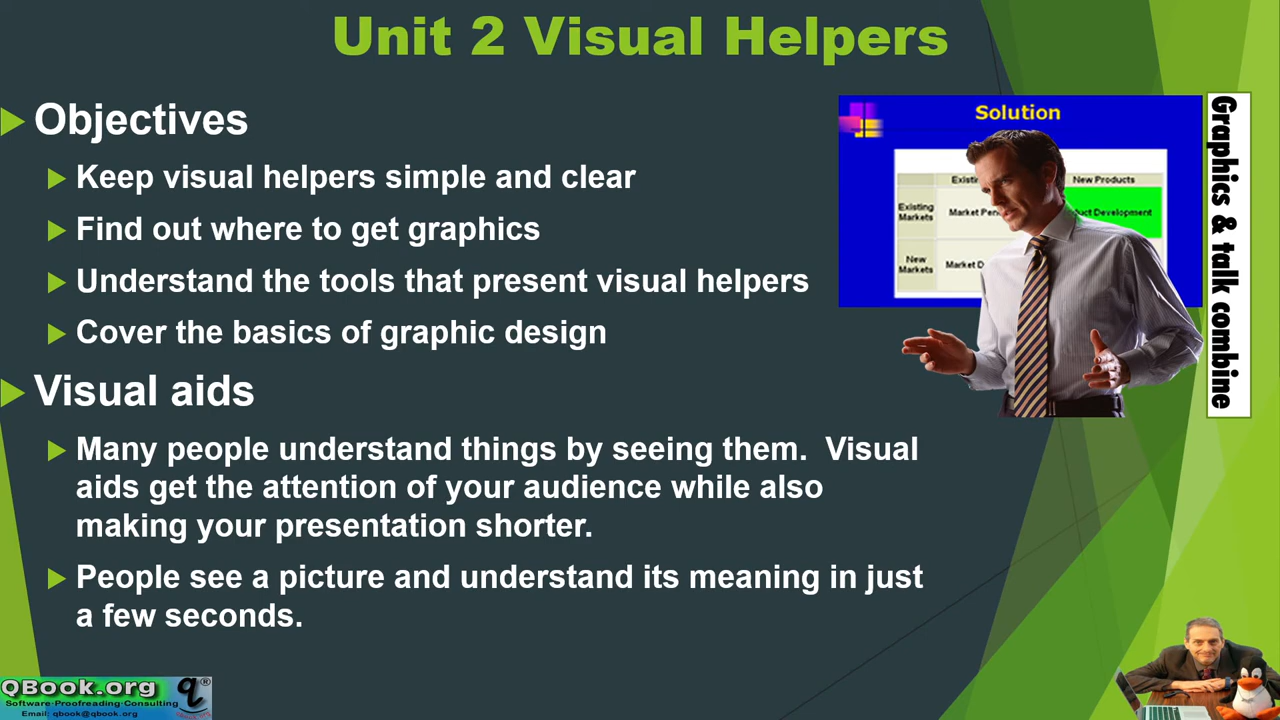 Unit 2 Visual Helpers
Objectives
Keep visual helpers simple and clear
Find out where to get graphics
Understand the tools that present visual helpers
Cover the basics of graphic design
Visual aids
Many people understand things by seeing them. Visual
aids get the attention of your audience while also
making your presentation shorter.
People see a picture and understand its meaning in just
a few seconds.
Solution
New Products
Existing
Markets
Market
New
Markets
Market
Development
Graphics & talk combine
QBook.org
q®
Software·Proofreading·Consulting
Email: qbook@qbook.org